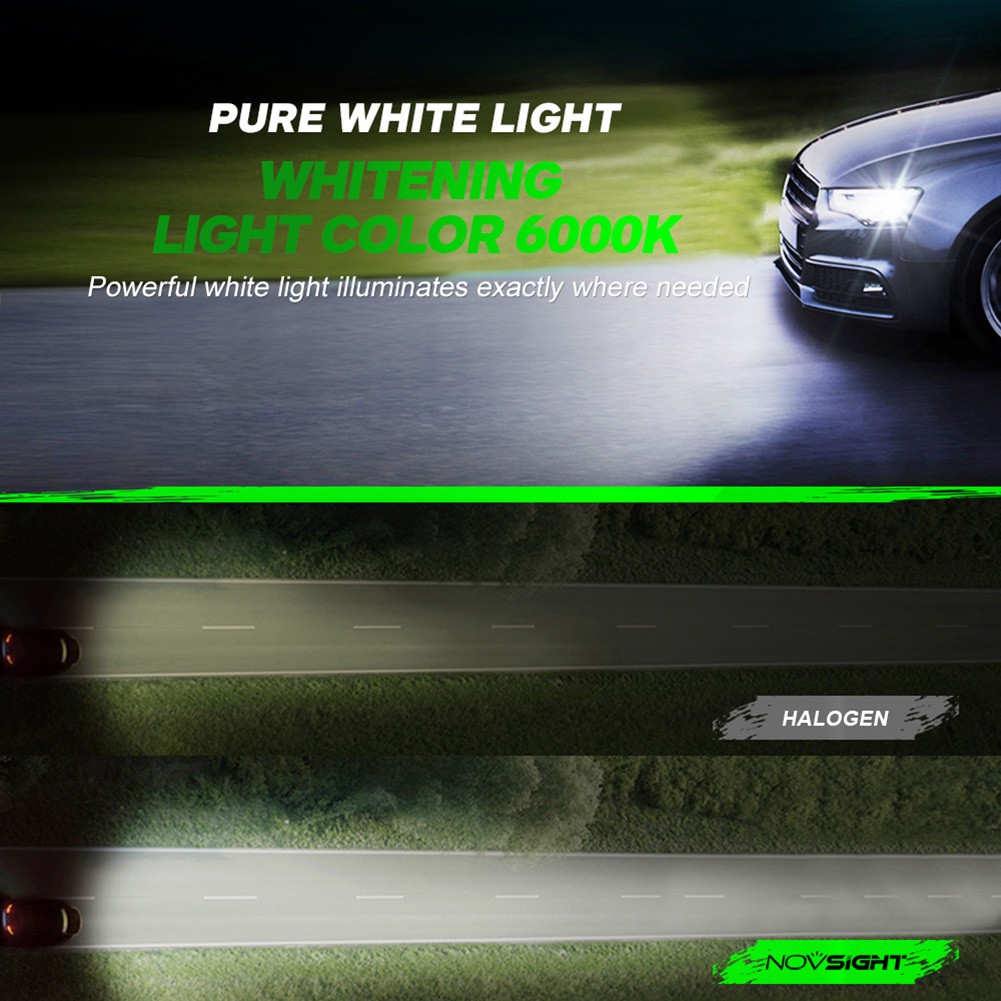 PURE WHITE LIGHT
WHITENING
LIGHT COLOR 6000K
Powerful white light illuminates exactly where needed
HALOGEN
NOVSIGHT